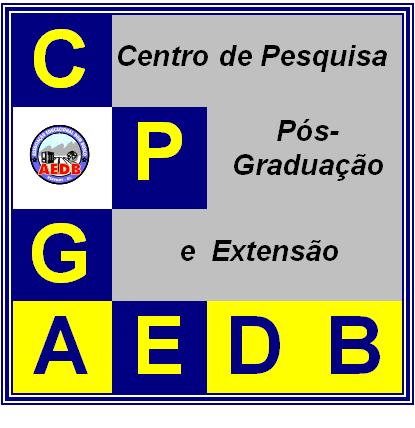 C Centro de Pesquisa
AEDB P Pós-
Graduação
G e Extensão
A E D B